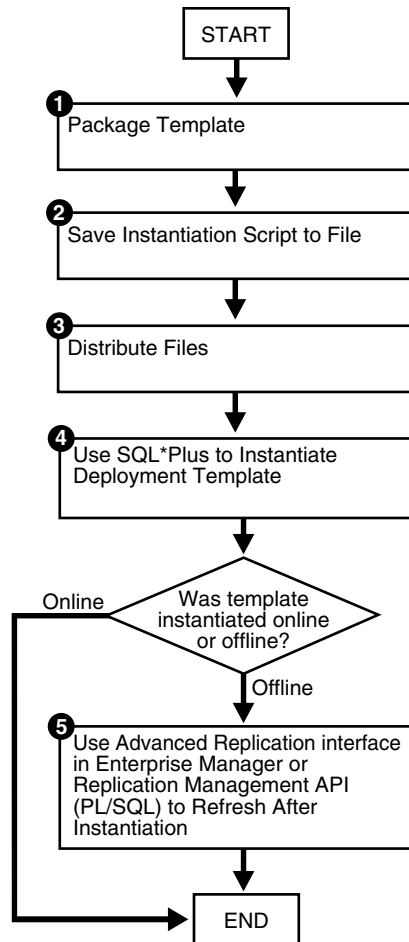 START
1
Package Template
2
Save Instantiation Script to File
3
Distribute Files
4
Use SQL*Plus to Instantiate
Deployment Template
Online
Was template
instantiated online
or offline?
Offline
5
Use Advanced Replication interface
in Enterprise Manager or
Replication Management API
(PL/SQL) to Refresh After
Instantiation
END